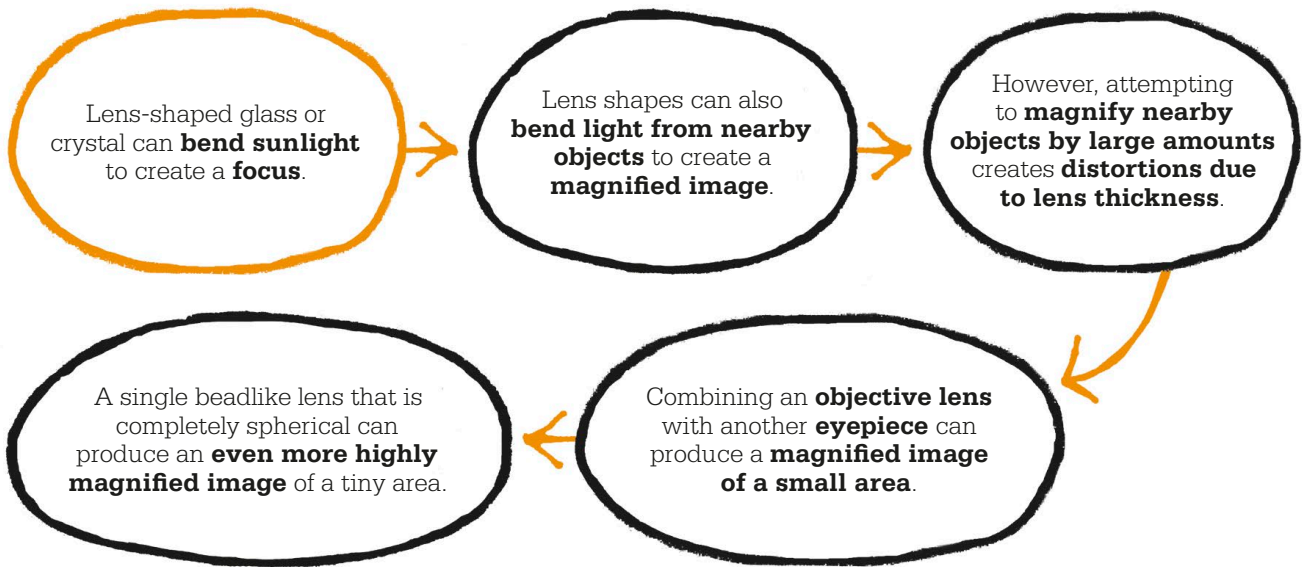 Lens-shaped glass or
crystal can bend sunlight
to create a focus.
Lens shapes can also
bend light from nearby
objects to create a
magnified image.
However, attempting
to magnify nearby
objects by large amounts
creates distortions due
to lens thickness.
Combining an objective lens
with another eyepiece can
produce a magnified image
of a small area.
A single beadlike lens that is
completely spherical can
produce an even more highly
magnified image of a tiny area.